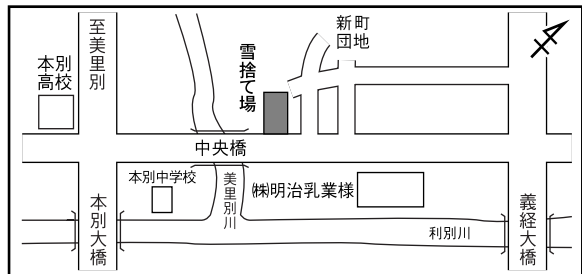 至美里別
本別
高校
雪捨て場
新町
団地
中央橋
本別中学校
美里別川
㈱明治乳業様
本別大橋
利別川
義経大橋